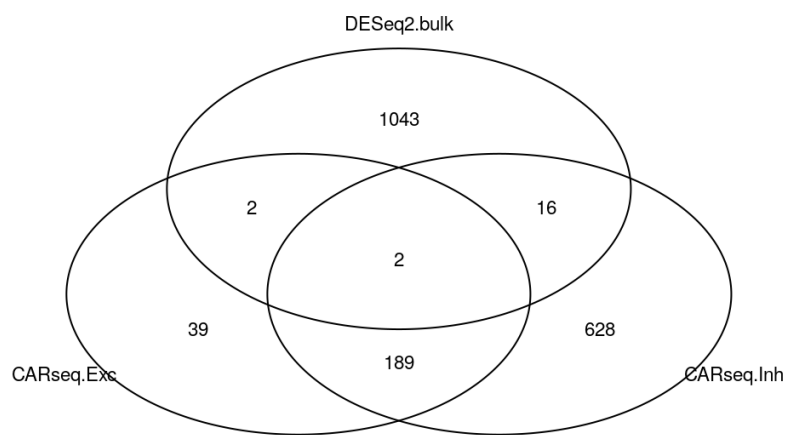 DESeq2.bulk
1043
2
16
2
39
628
189
CARseq.Exc
CARseq.Inh